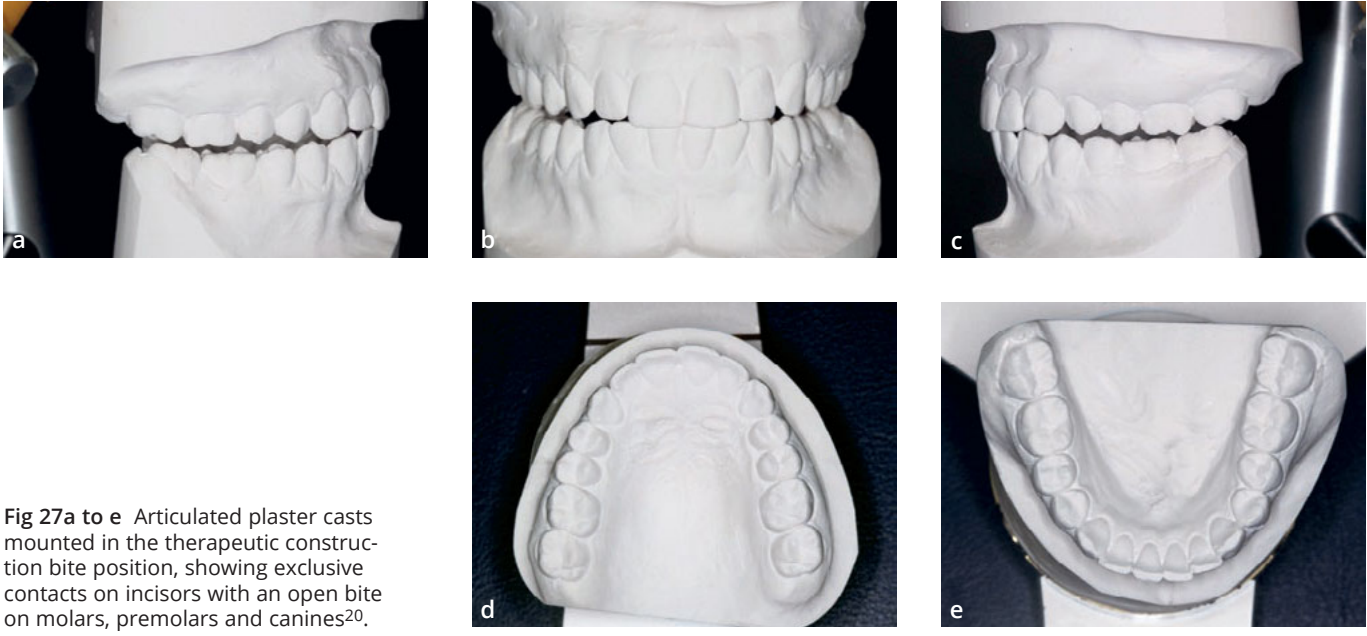 a
b
c
d
e
Fig 27a to e Articulated plaster casts
mounted in the therapeutic construc-
tion bite position, showing exclusive
contacts on incisors with an open bite
on molars, premolars and canines20.